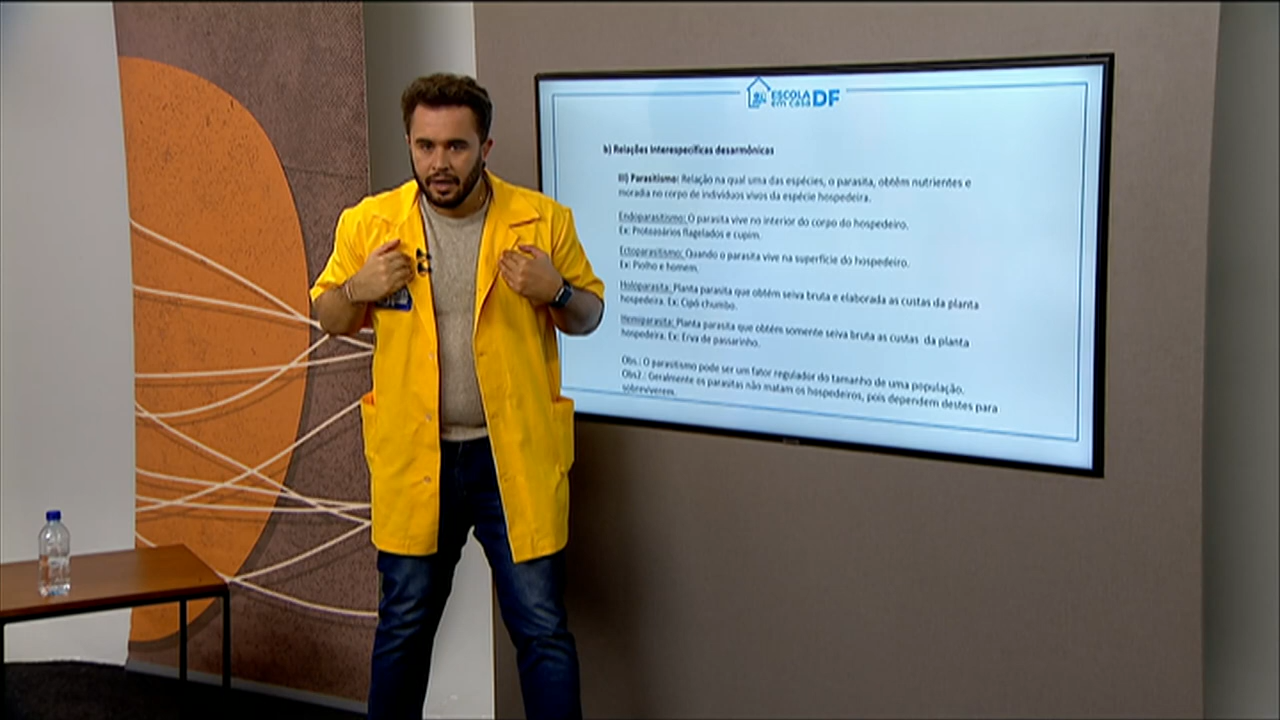 ESCOLA
em casa DF
b) Relações Interespecíficas desarmônicas
III) Parasitismo: Relação na qual uma das espécies, o parasita, obtêm nutrientes e
moradia no corpo de indivíduos vivos da espécie hospedeira.
Endoparasitismo: O parasita vive no interior do corpo do hospedeiro.
Ex: Protoasários flagelados e cupim.
Ectoparasitismo: Quando o parasita vive na superfície do hospedeiro.
Ex: Piolho e homem.
Holoparasita: Planta parasita que obtém seiva bruta e elaborada as custas da planta
hospedeira. Ex: Cipó chumbo.
Hemiparasita: Planta parasita que obtém somente seiva bruta as custas da planta
hospedeira. Ex: Erva de passarinho.
Obs.: O parasitismo pode ser um fator regulador do tamanho de uma população.
Obs2.: Geralmente os parasitas não matam os hospedeiros, pois dependem destes para
sobreviverem.